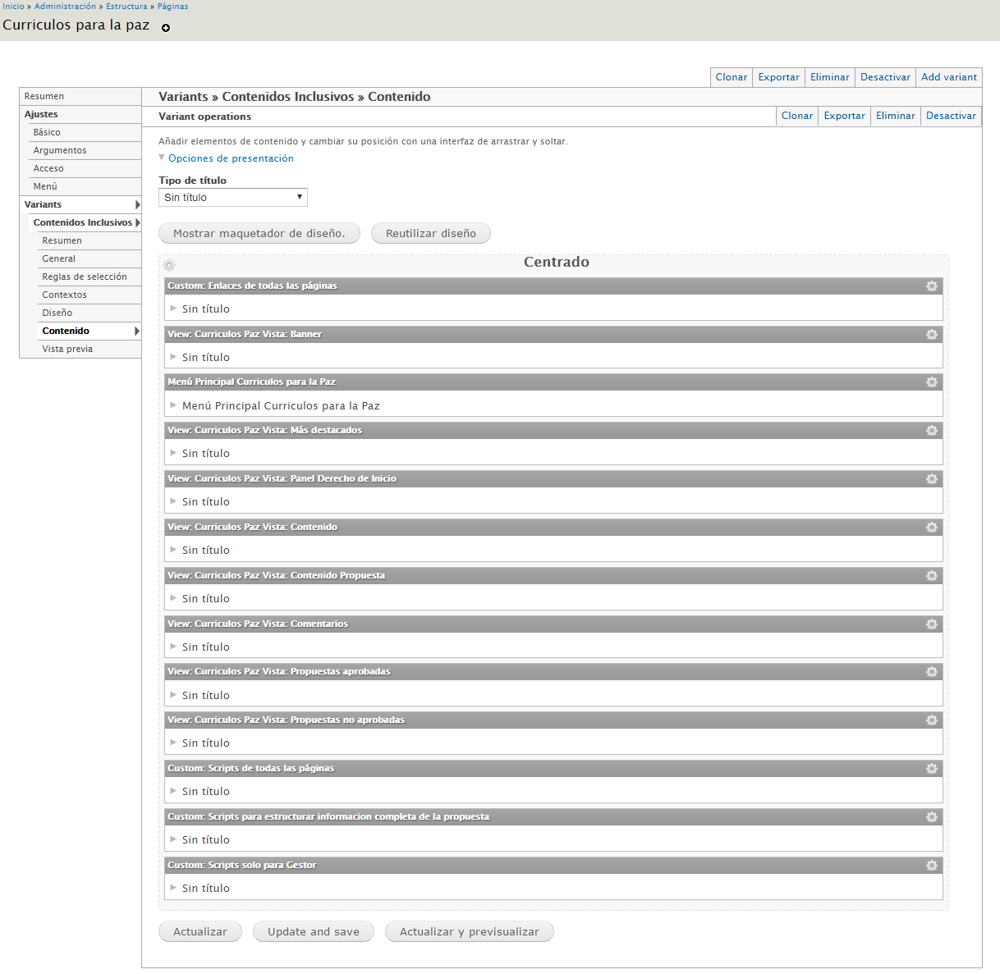 Inicio » Administración » Estructura » Páginas
Curriculos para la paz
Clonar Exportar Eliminar Desactivar Add variant
Resumen
Ajustes
Básico
Argumentos
Acceso
Menú
Variants
Contenidos Inclusivos
Resumen
General
Reglas de selección
Contextos
Diseño
Contenido
Vista previa
Variants » Contenidos Inclusivos » Contenido
Variant operations
Clonar Exportar Eliminar Desactivar
Añadir elementos de contenido y cambiar su posición con una interfaz de arrastrar y soltar.
Opciones de presentación
Tipo de título
Sin título
Mostrar maquetador de diseño. Reutilizar diseño
Centrado
Custom: Enlaces de todas las páginas
Sin título
View: Curriculos Paz Vista: Banner
Sin título
Menú Principal Curriculos para la Paz
Menú Principal Curriculos para la Paz
View: Curriculos Paz Vista: Más destacados
Sin título
View: Curriculos Paz Vista: Panel Derecho de Inicio
Sin título
View: Curriculos Paz Vista: Contenido
Sin título
View: Curriculos Paz Vista: Contenido Propuesta
Sin título
View: Curriculos Paz Vista: Comentarios
Sin título
View: Curriculos Paz Vista: Propuestas aprobadas
Sin título
View: Curriculos Paz Vista: Propuestas no aprobadas
Sin título
Custom: Scripts de todas las páginas
Sin título
Custom: Scripts para estructurar informacion completa de la propuesta
Sin título
Custom: Scripts solo para Gestor
Sin título
Actualizar Update and save Actualizar y previsualizar